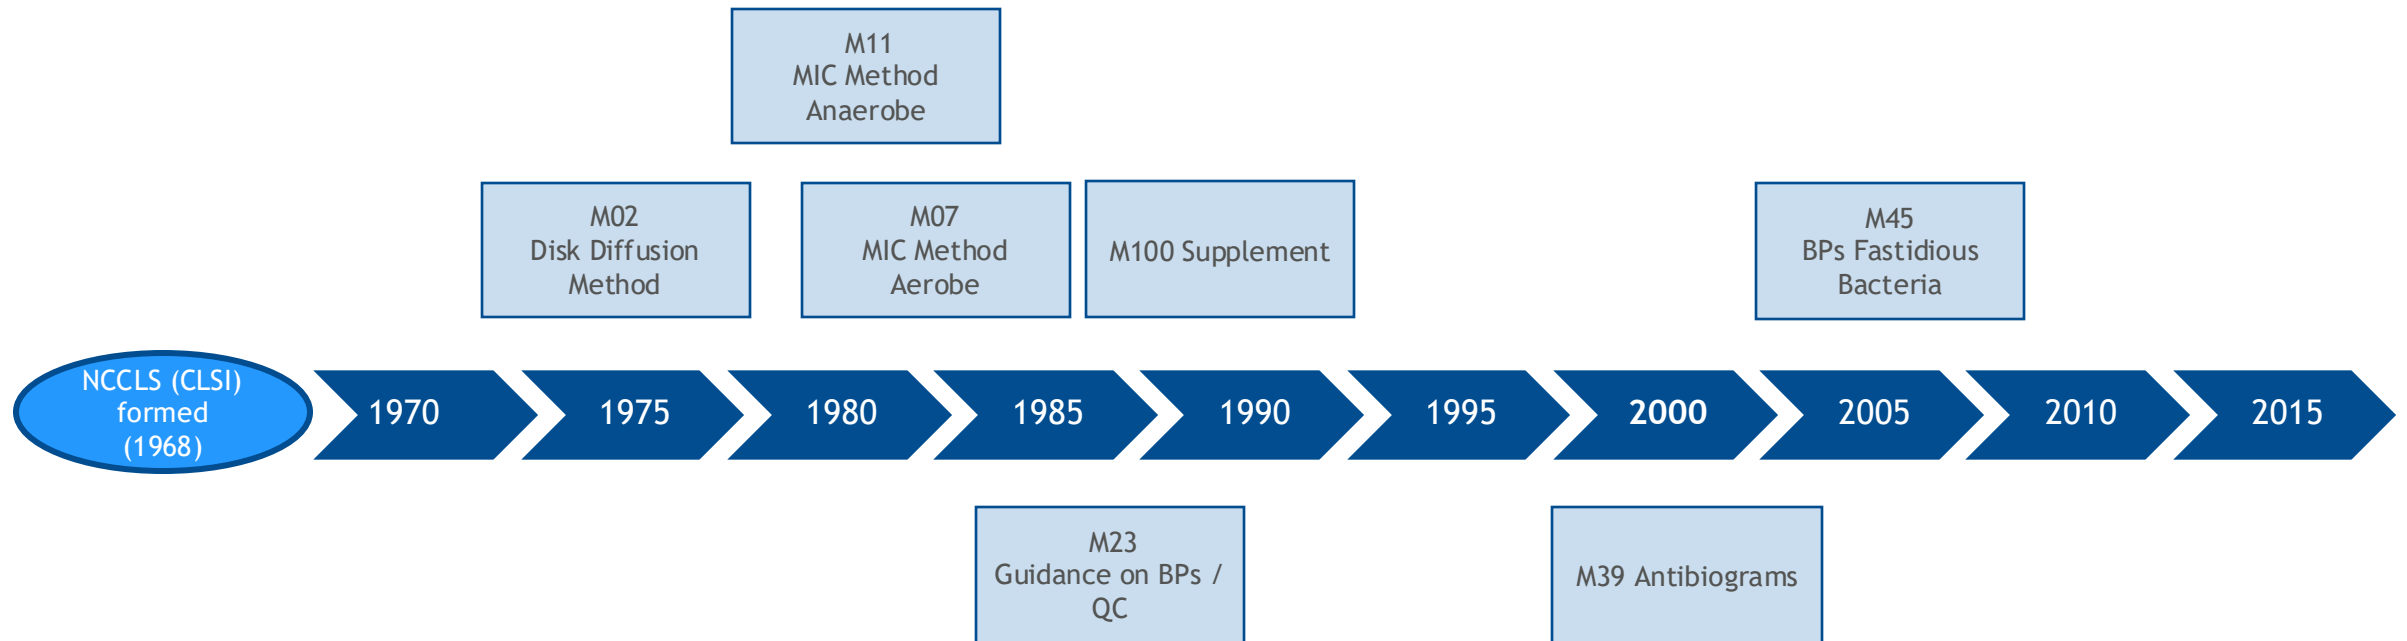 M11
MIC Method
Anaerobe
M02
Disk Diffusion
Method
M07
MIC Method
Aerobe
M100 Supplement
M45
BPs Fastidious
Bacteria
NCCLS (CLSI)
formed
(1968)
1970
1975
1980
1985
1990
1995
2000
2005
2010
2015
M23
Guidance on BPs /
QC
M39 Antibiograms